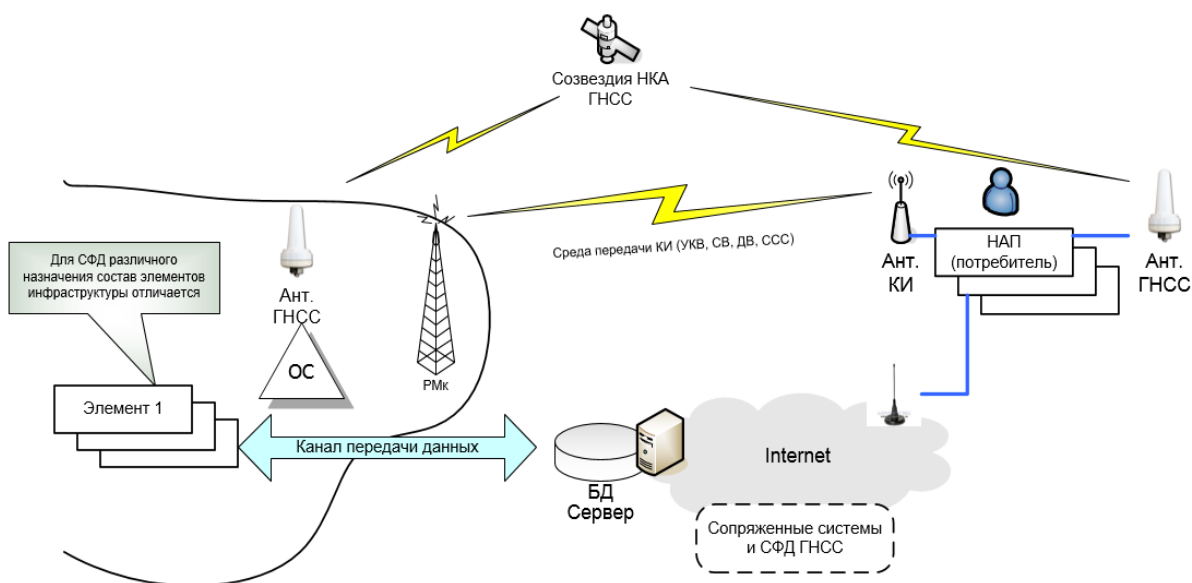 Созвездия НКА
ГНСС
Среда передачи КИ (УКВ, СВ, ДВ, ССС)
Для СФД различного
назначения состав элементов
инфраструктуры отличается
Ант.
ГНСС
ОС
РМк
Ант.
КИ
НАП
(потребитель)
Ант.
ГНСС
Элемент 1
Канал передачи данных
БД
Сервер
Internet
Сопряженные системы
и СФД ГНСС